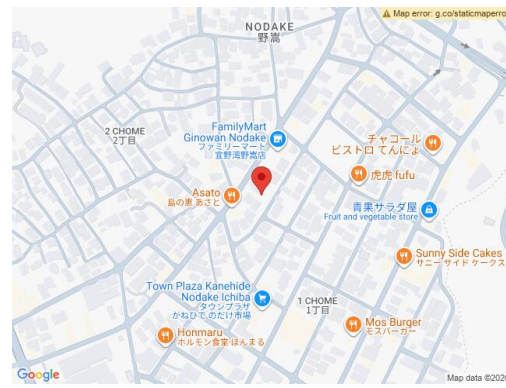 Map error: g.co/staticmaperro
NODAKE
野嵩
2 CHOME
2丁目
FamilyMart
Ginowan Nodake
ファミリーマート
宜野湾野嵩店
チャコール
ビストロ てんにょ
虎虎 fufu
Asato
島の恵 あさと
青果サラダ屋
Fruit and vegetable store
Sunny Side Cakes
サニー サイド ケークス
Town Plaza Kanehide
Nodake Ichiba
タウンプラザ
かねひで のだけ市場
1 CHOME
1丁目
Mos Burger
モスバーガー
Honmaru
ホルモン食堂 ほんまる
Google
Map data ©202